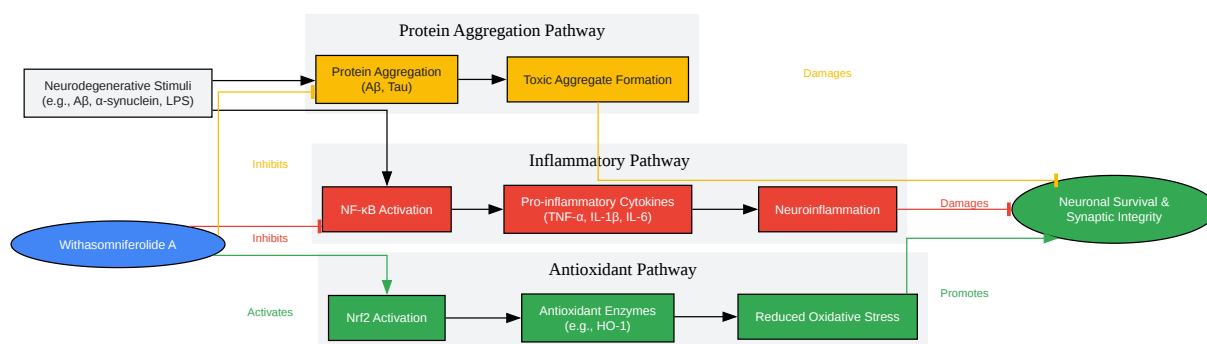 Protein Aggregation Pathway
Neurodegenerative Stimuli
(e.g., Aβ, α-synuclein, LPS)
Protein Aggregation
(Aβ, Tau)
Toxic Aggregate Formation
Damages
Inhibits
Inflammatory Pathway
NF-κB Activation
Pro-inflammatory Cytokines
(TNF-α, IL-1β, IL-6)
Neuroinflammation
Damages
Neuronal Survival &
Synaptic Integrity
Withasomniferolide A
Inhibits
Antioxidant Pathway
Activates
Nrf2 Activation
Antioxidant Enzymes
(e.g., HO-1)
Reduced Oxidative Stress
Promotes